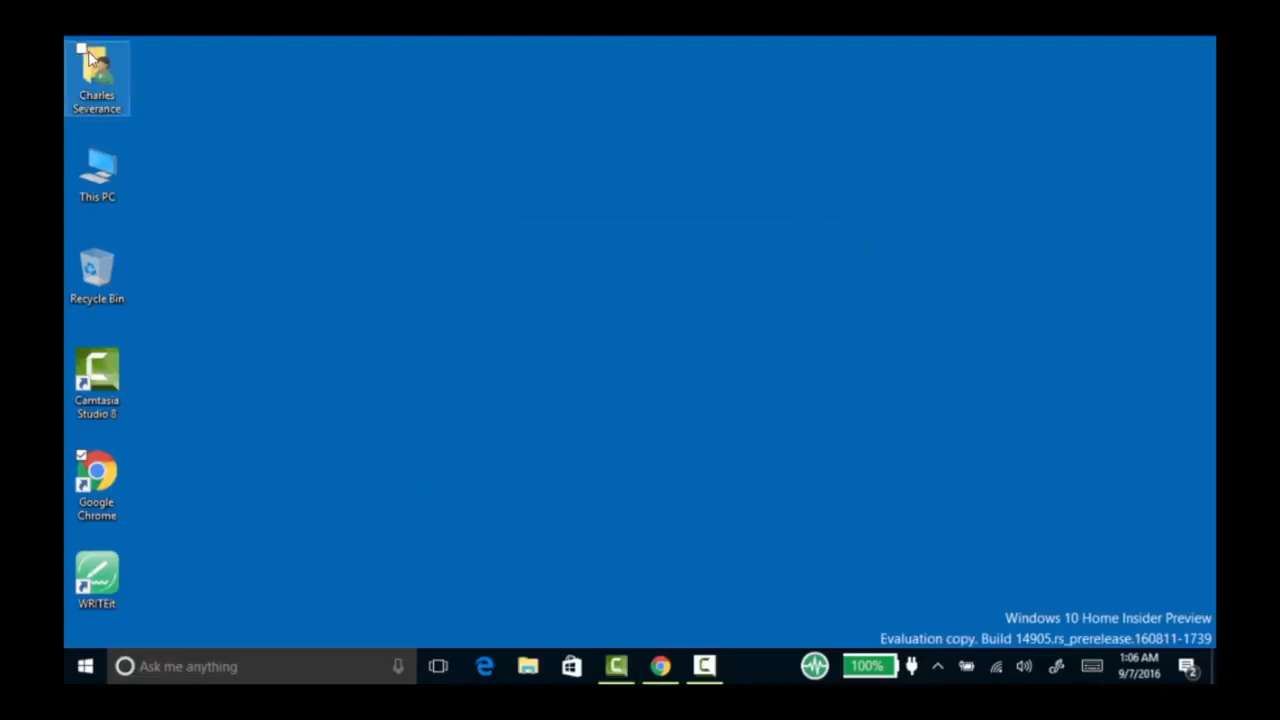 Charles
Severance
This PC
Recycle Bin
Camtasia
Studio 8
Google
Chrome
WRITEit
Windows 10 Home Insider Preview
Evaluation copy. Build 14905.rs_prerelease.160811-1739
Ask me anything
100%
1:06 AM
9/7/2016
2